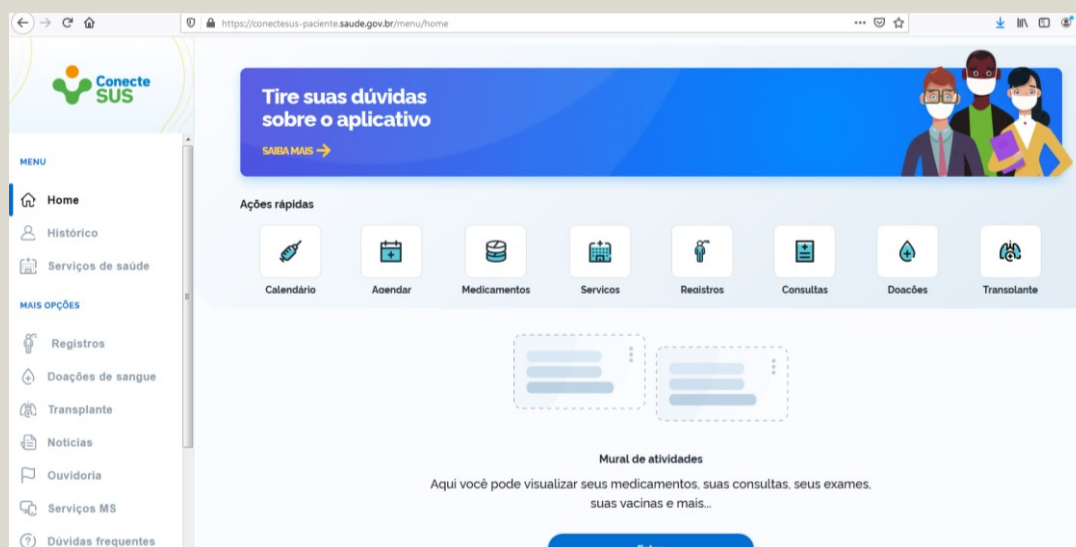 https://conectesus-paciente.saude.gov.br/menu/home
Conecte
SUS
MENU
Home
Histórico
Serviços de saúde
MAIS OPÇÕES
Registros
Doações de sangue
Transplante
Notícias
Ouvidoria
Serviços MS
Dúvidas frequentes
Tire suas dúvidas
sobre o aplicativo
SAIBA MAIS →
Ações rápidas
Calendário
Agendar
Medicamentos
Serviços
Registros
Consultas
Doações
Transplante
Mural de atividades
Aqui você pode visualizar seus medicamentos, suas consultas, seus exames,
suas vacinas e mais...